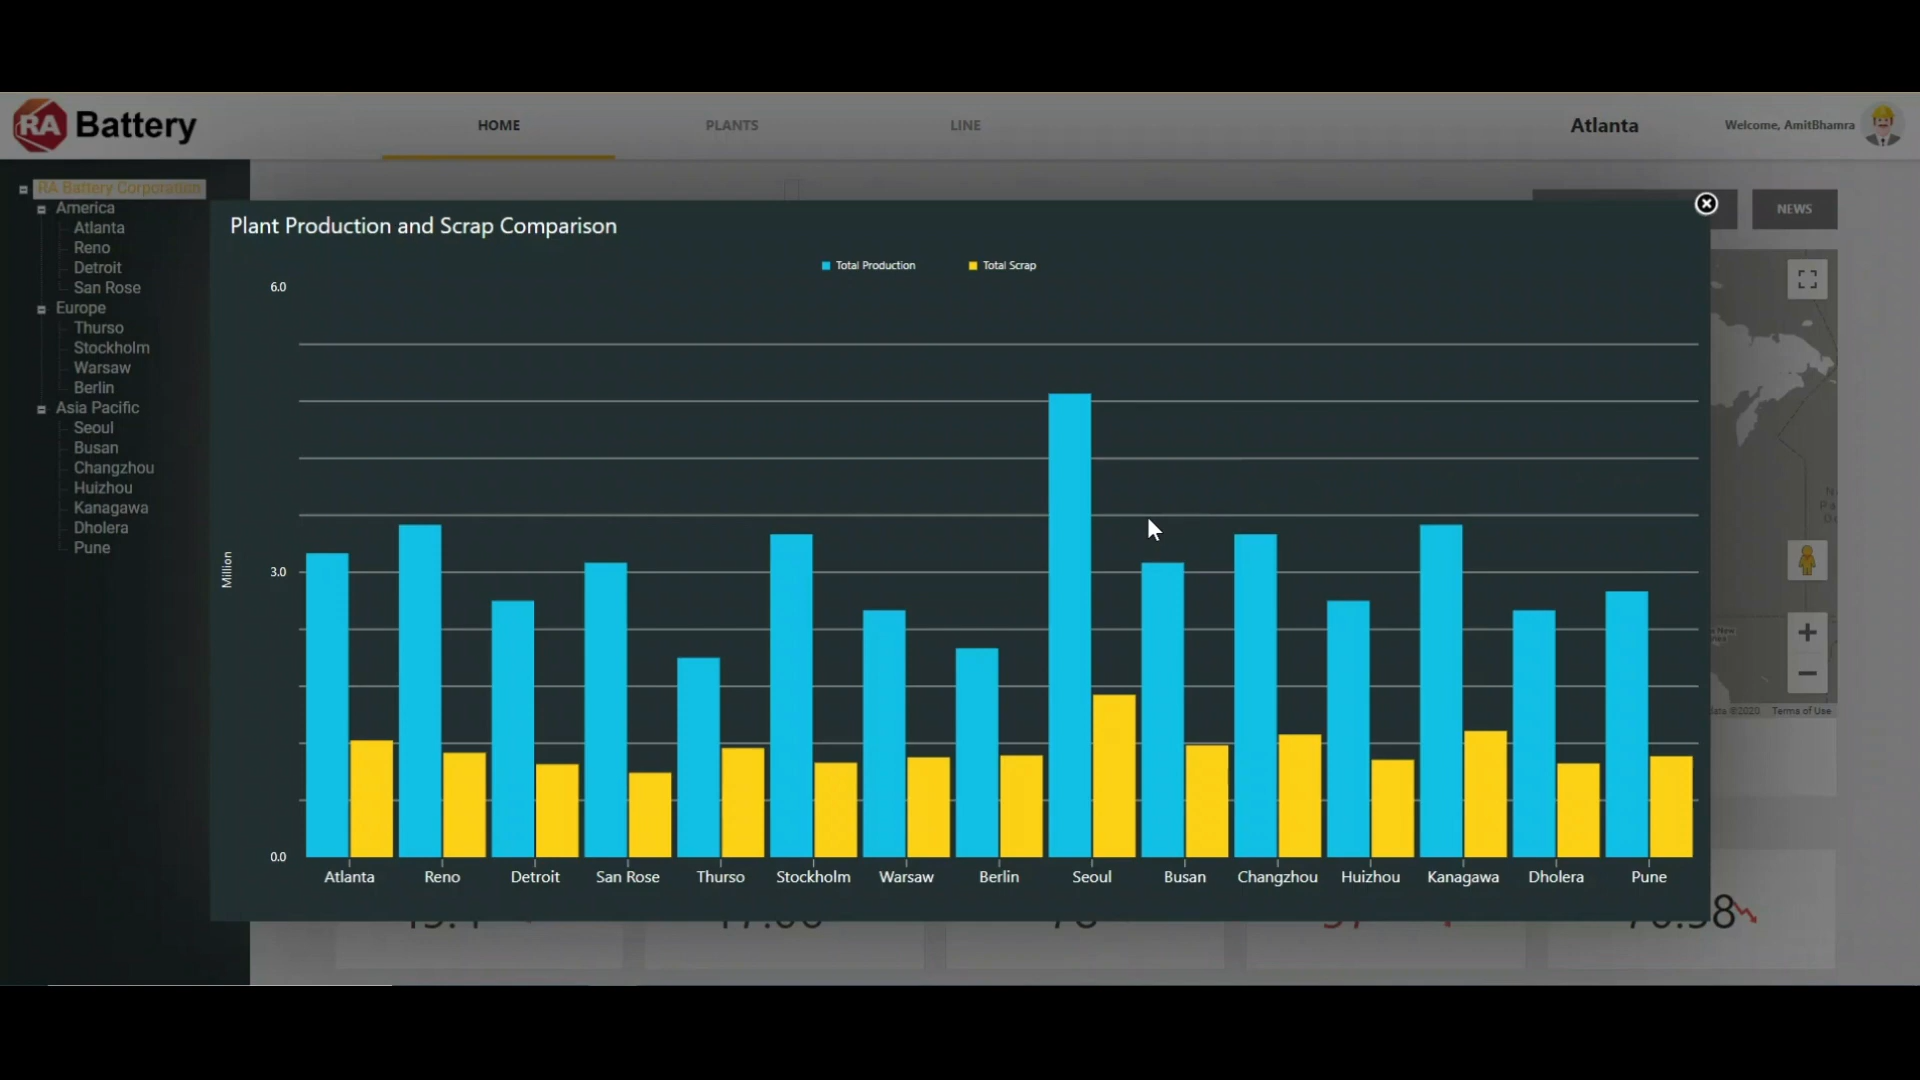 RA Battery
HOME
PLANTS
LINE
Atlanta
Welcome, AmitBhamra
RA Battery Corporation
America
Atlanta
Reno
Detroit
San Rose
Europe
Thurso
Stockholm
Warsaw
Berlin
Asia Pacific
Seoul
Busan
Changzhou
Huizhou
Kanagawa
Dholera
Pune
NEWS
Plant Production and Scrap Comparison
Total Production
Total Scrap
6.0
3.0
0.0
Million
Atlanta
Reno
Detroit
San Rose
Thurso
Stockholm
Warsaw
Berlin
Seoul
Busan
Changzhou
Huizhou
Kanagawa
Dholera
Pune
©2020
Terms of Use